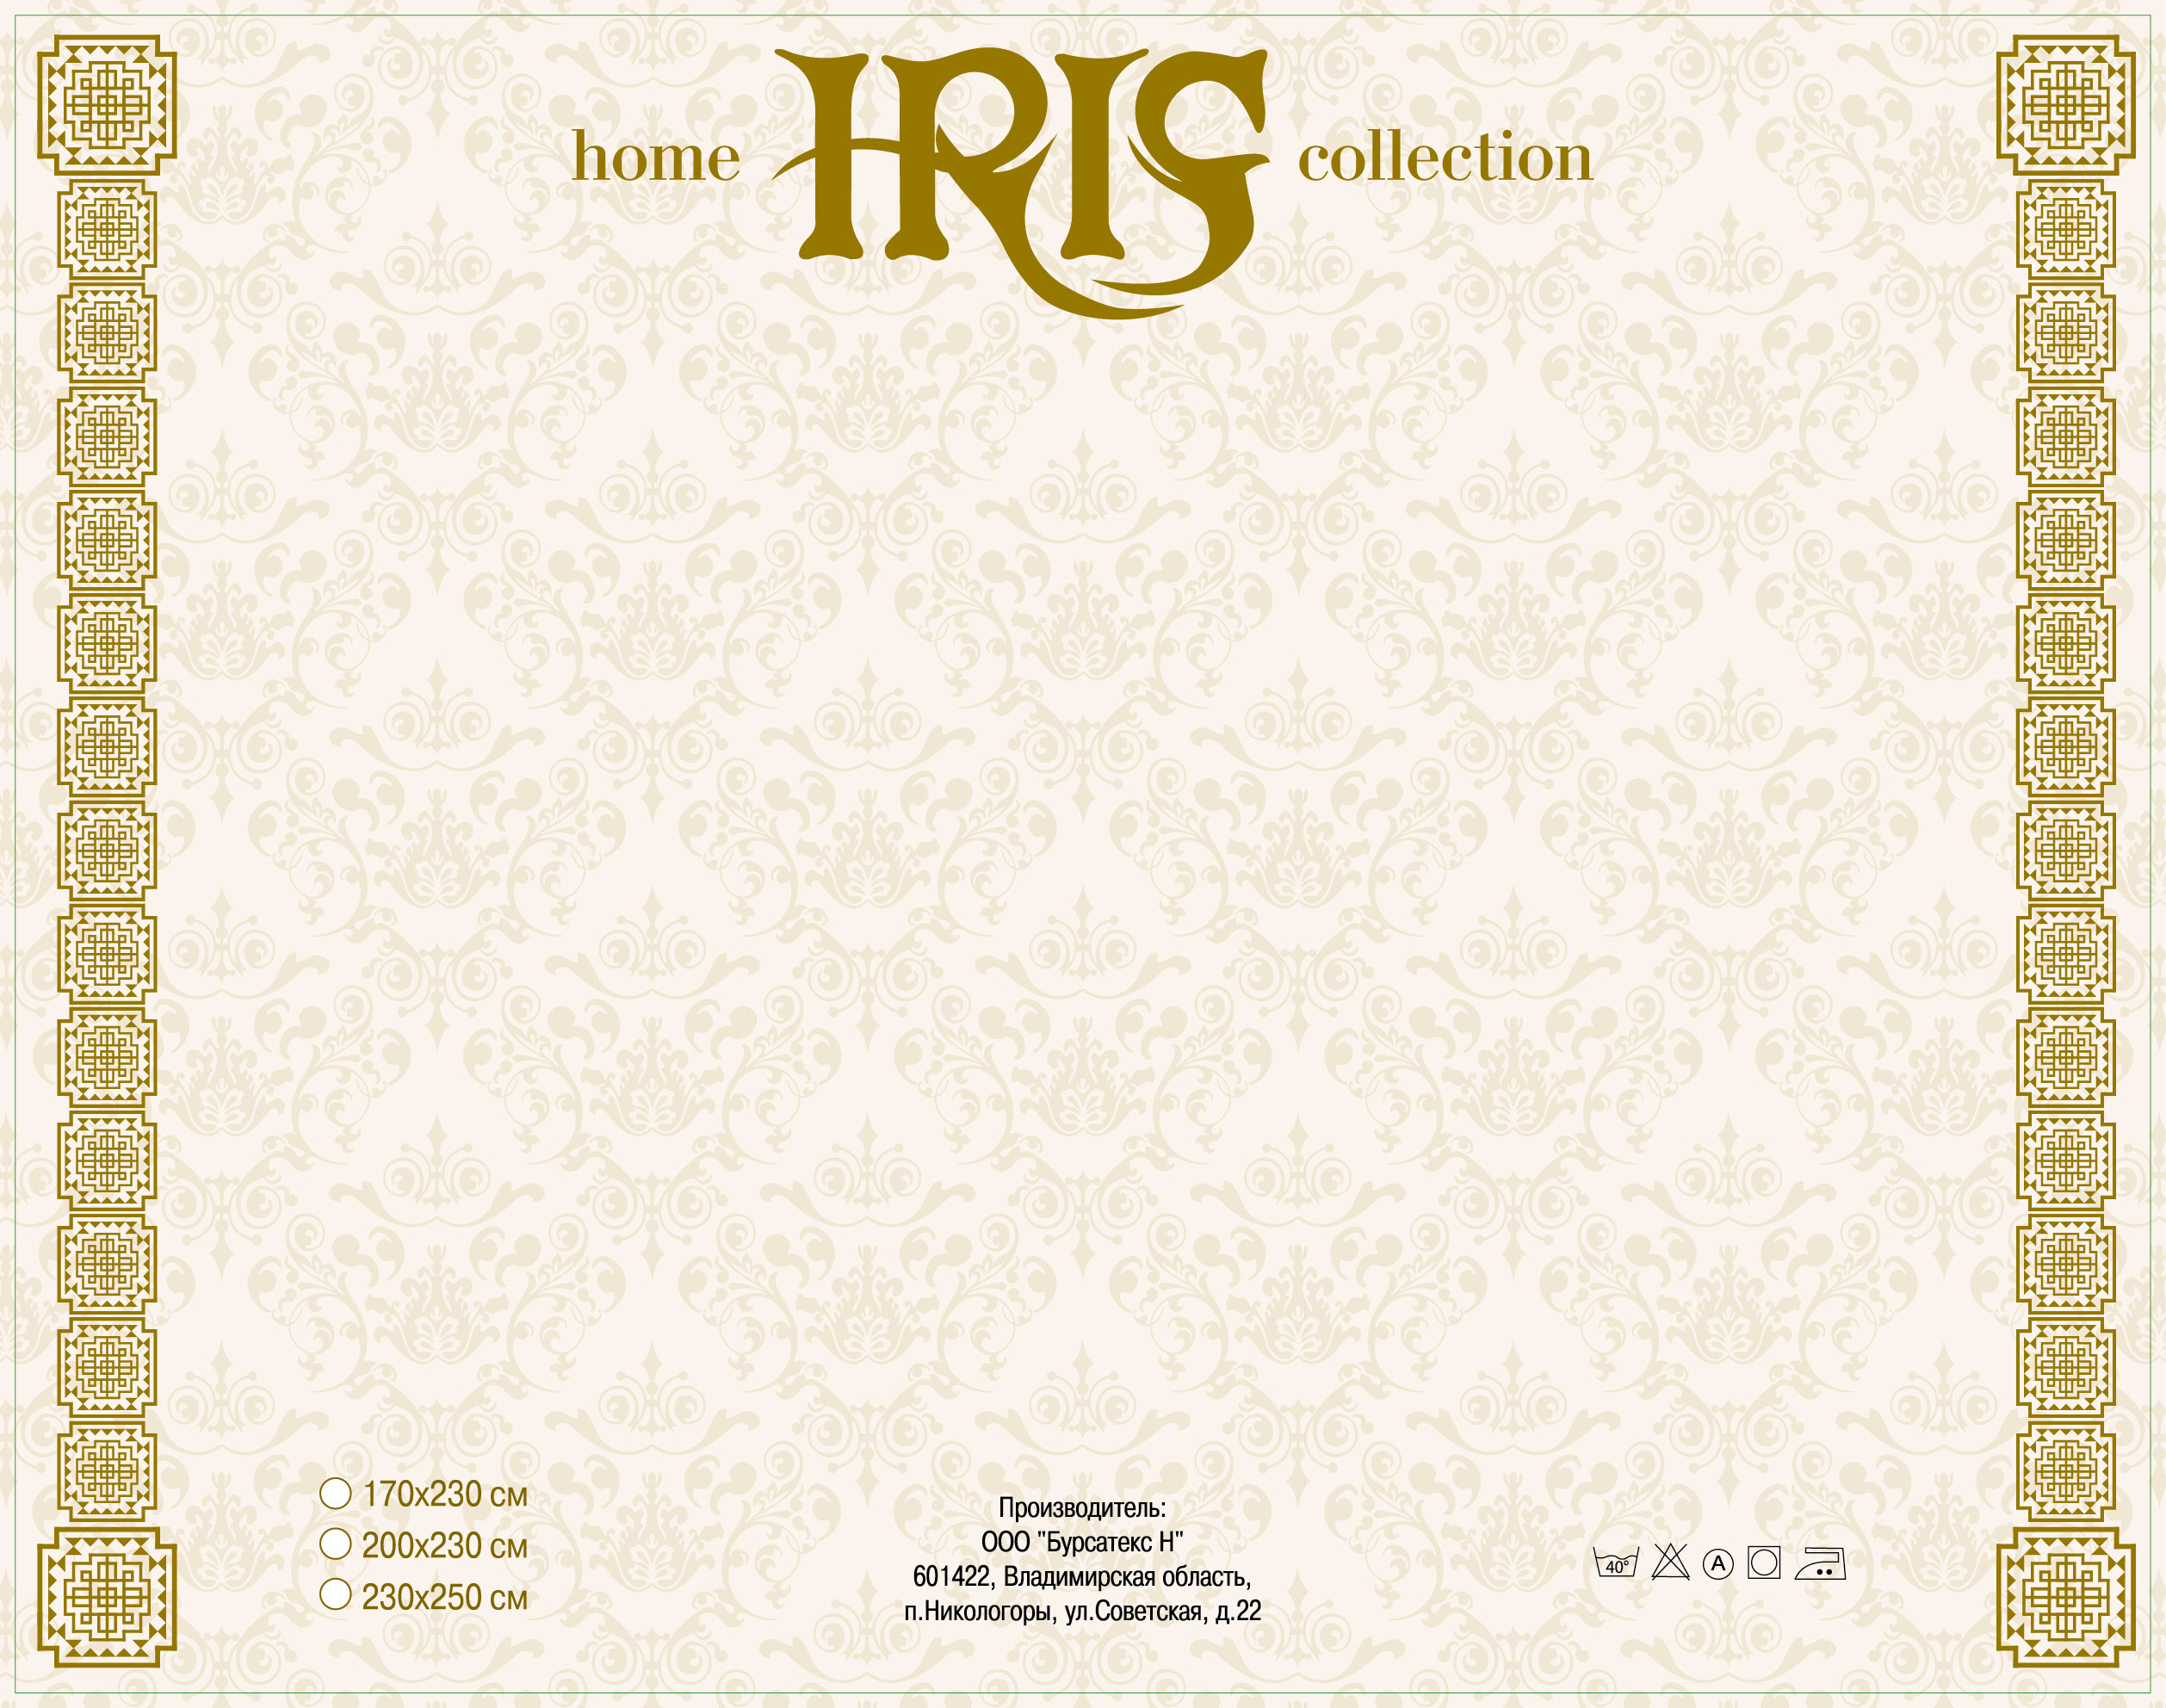 home IRIS collection
170x230 см
200x230 см
230x250 см
Производитель:
ООО "Бурсатекс Н"
601422, Владимирская область,
п.Никологоры, ул.Советская, д.22
40° A